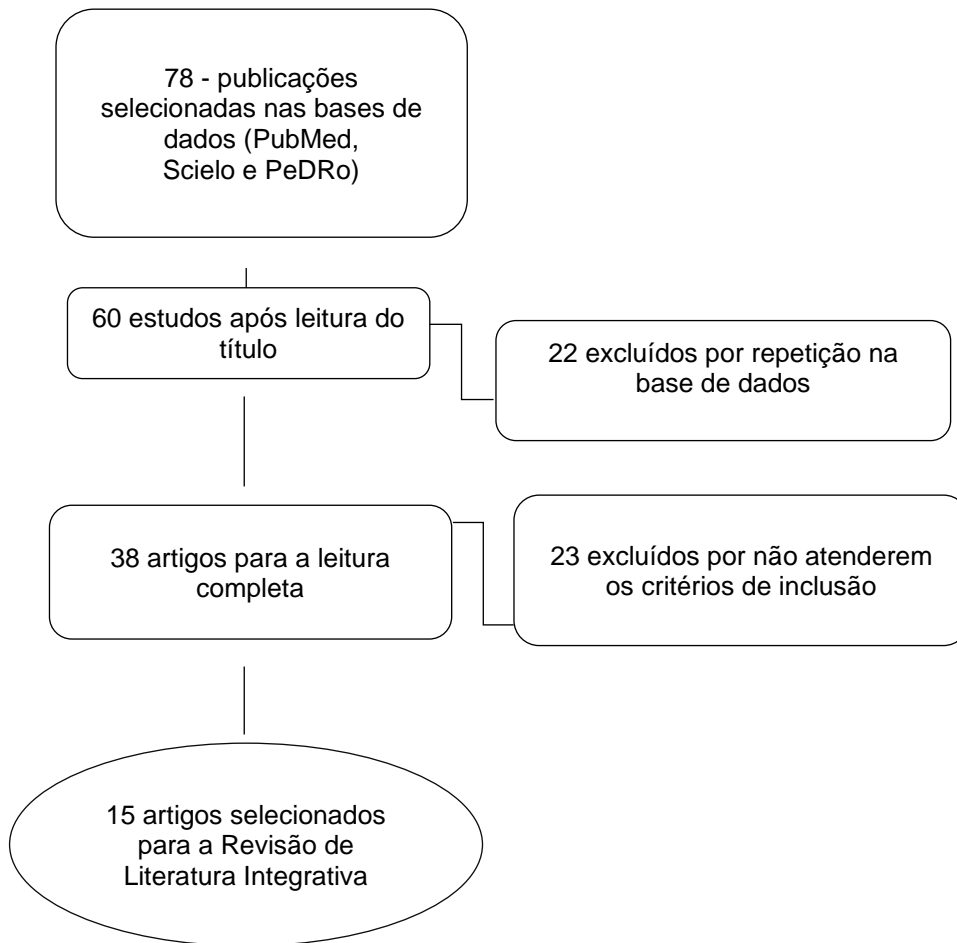 78 - publicações
selecionadas nas bases de
dados (PubMed,
Scielo e PeDRo)
60 estudos após leitura do
título
22 excluídos por repetição na
base de dados
38 artigos para a leitura
completa
23 excluídos por não atenderem
os critérios de inclusão
15 artigos selecionados
para a Revisão de
Literatura Integrativa